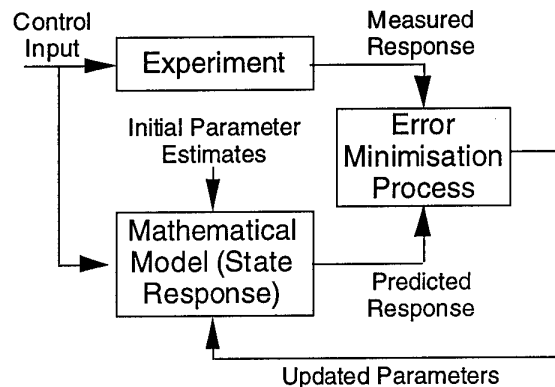 Control
Input
Experiment
Measured
Response
Initial Parameter
Estimates
Error
Minimisation
Process
Mathematical
Model (State
Response)
Predicted
Response
Updated Parameters